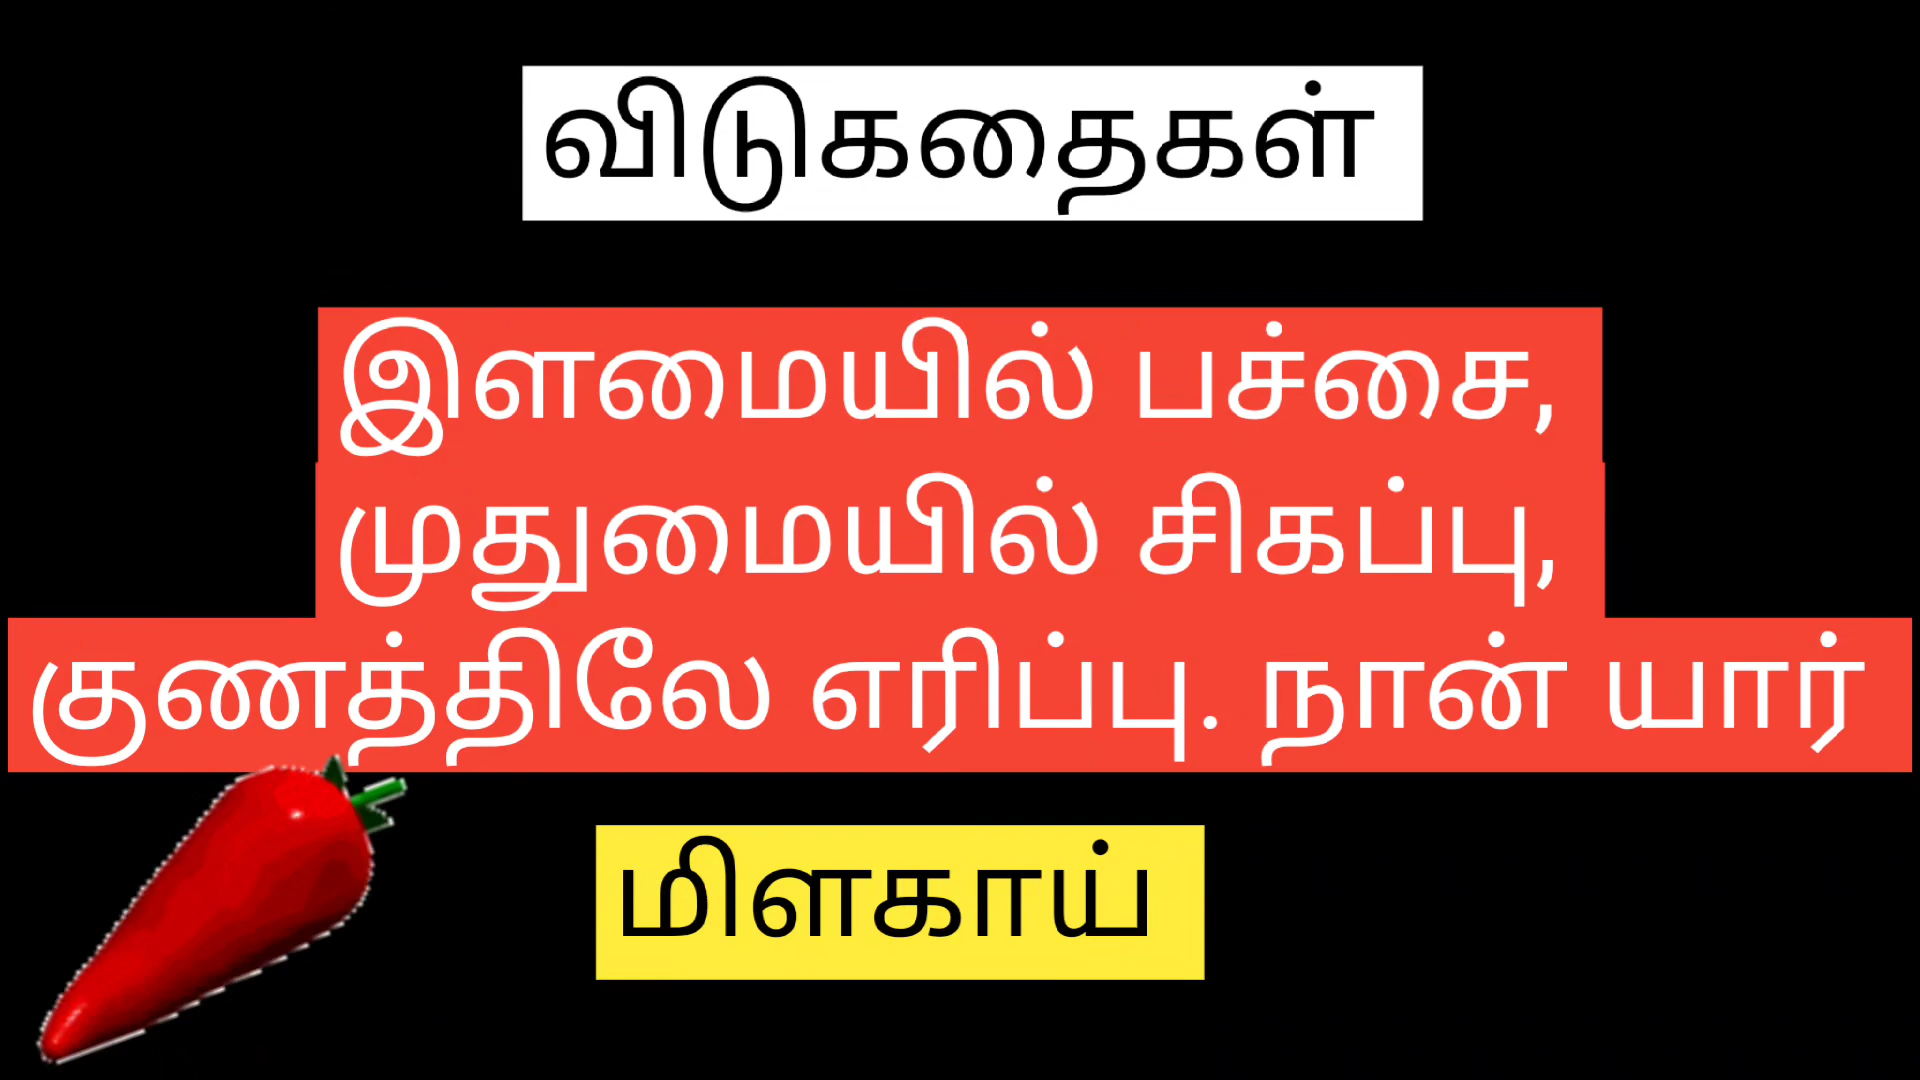 விடுகதைகள்
இளமையில் பச்சை,
முதுமையில் சிகப்பு,
குணத்திலே எரிப்பு. நான் யார்
மிளகாய்